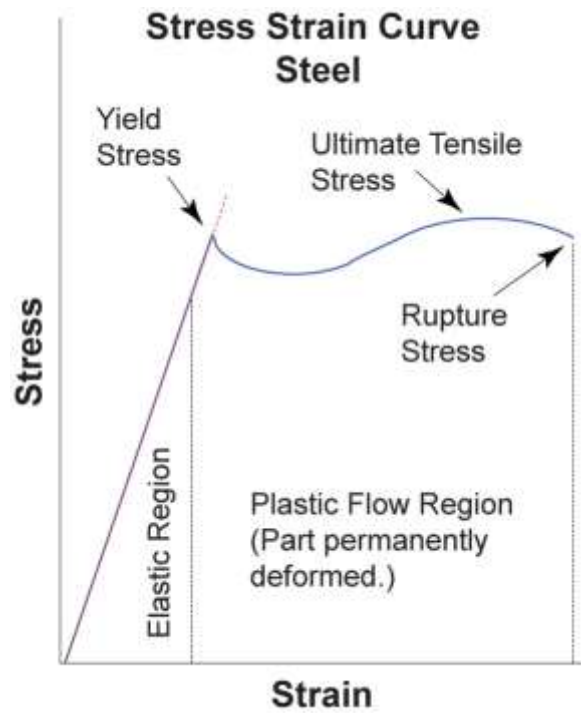 Stress Strain Curve
Steel
Yield
Stress
Ultimate Tensile
Stress
Rupture
Stress
Stress
Elastic Region
Plastic Flow Region
(Part permanently
deformed.)
Strain